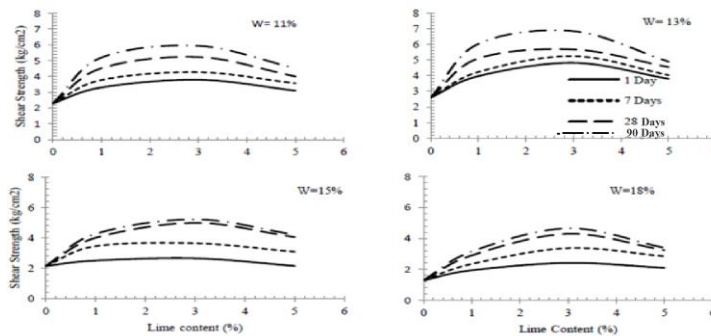 W= 11%
Shear Strength (kg/cm2)
8
7
6
5
4
3
2
1
0
0 1 2 3 4 5 6
W= 13%
8
7
6
5
4
3
2
1
0
1 Day
7 Days
28 Days
90 Days
0 1 2 3 4 5 6
W=15%
Shear Strength (kg/cm2)
8
6
4
2
0
0 1 2 3 4 5 6
Lime content (%)
W=18%
8
6
4
2
0
0 1 2 3 4 5 6
Lime Content (%)